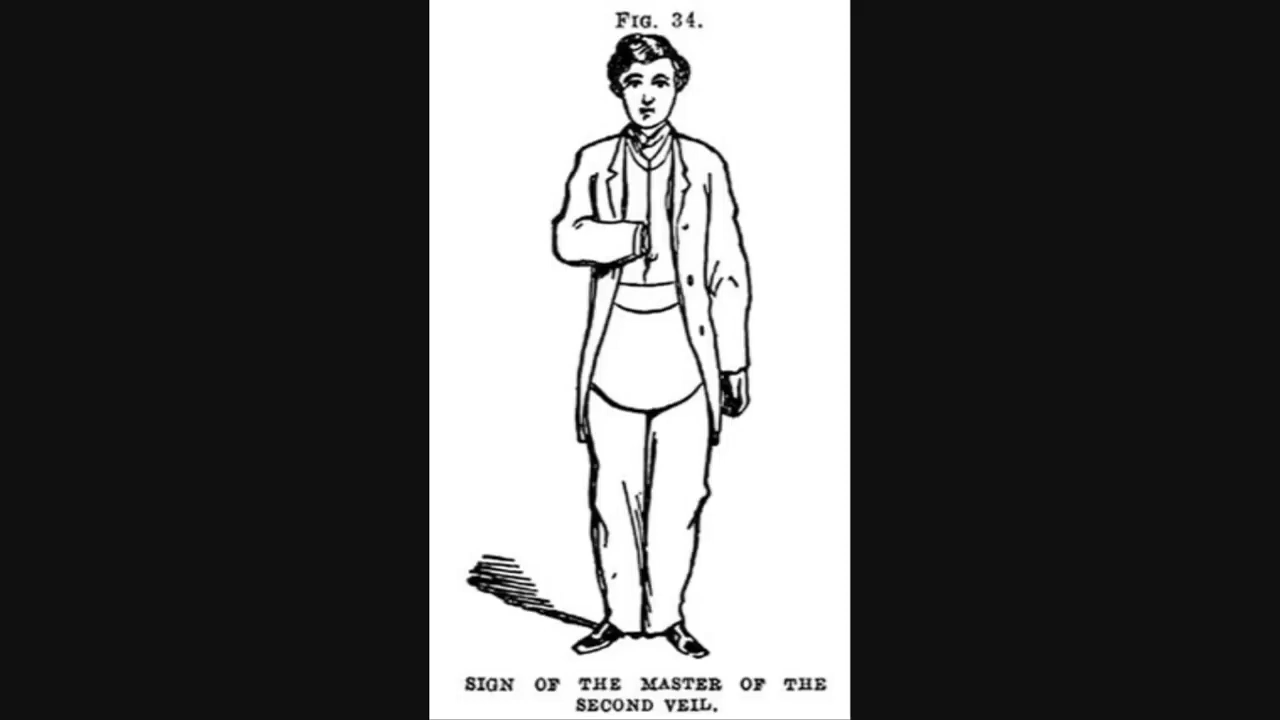 Fig. 34.
SIGN OF THE MASTER OF THE
SECOND VEIL.